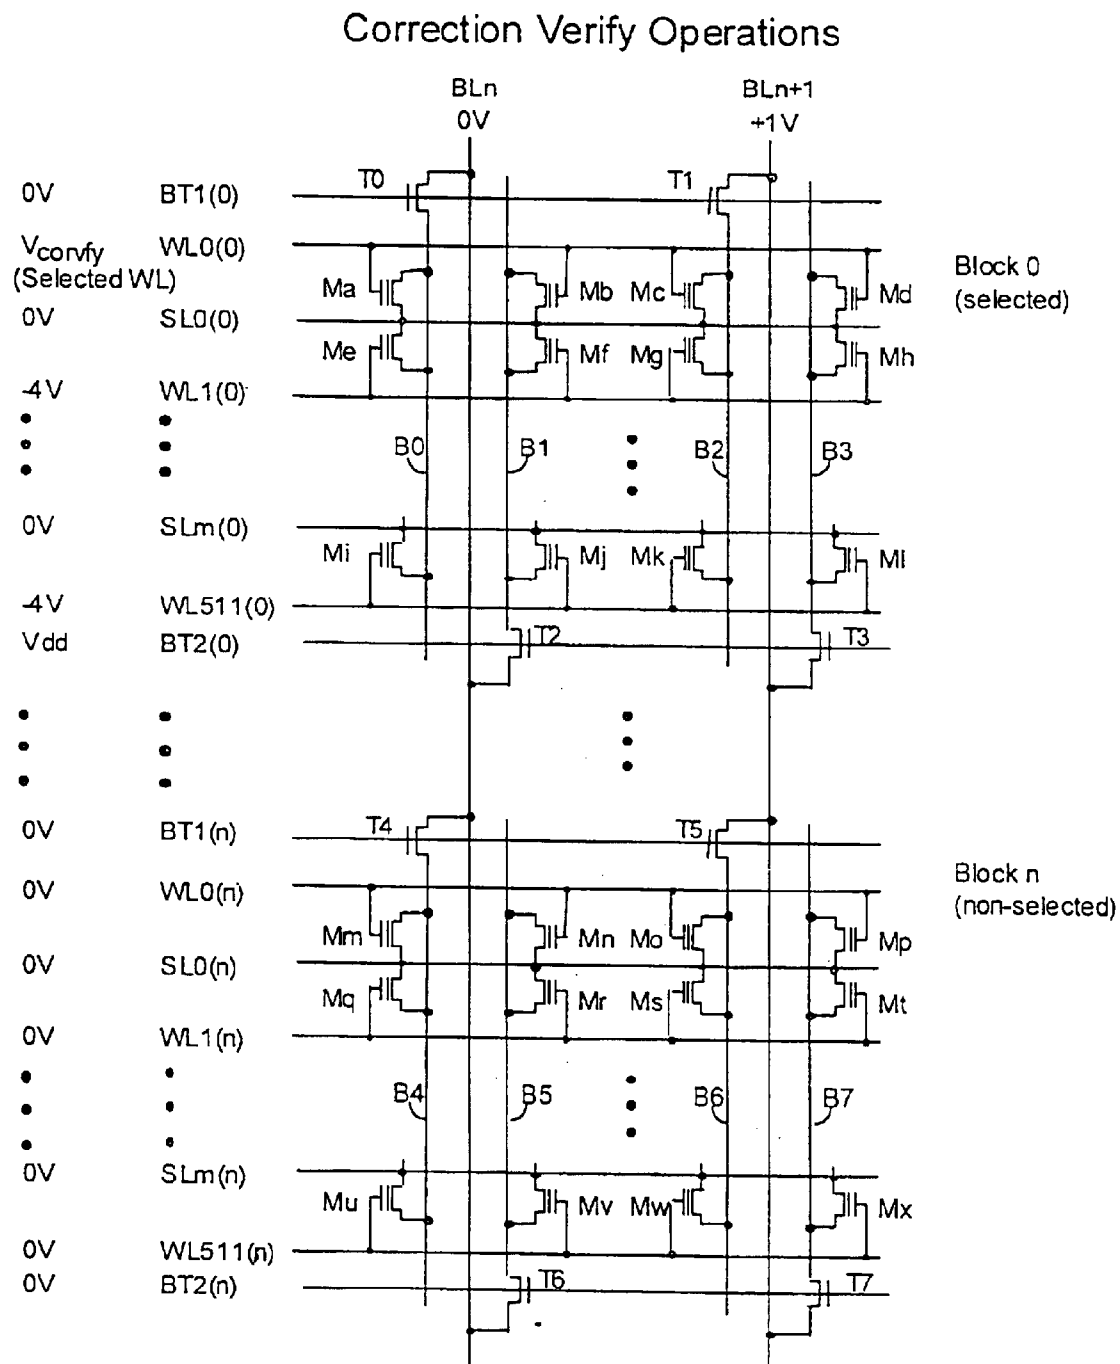 Correction Verify Operations
BLn BLn+1
0V +1V
T0 T1
0V BT1(0)
Vcorvfy WL0(0)
(Selected WL)
Block 0
(selected)
Ma Mb Mc Md
0V SL0(0)
Me Mf Mg Mh
-4V WL1(0)
B0 B1 B2 B3
0V SLm(0)
Mi Mj Mk Ml
-4V WL511(0)
Vdd BT2(0) T2 T3
0V BT1(n) T4 T5
0V WL0(n)
Block n
(non-selected)
Mm Mn Mo Mp
0V SL0(n)
Mq Mr Ms Mt
0V WL1(n)
B4 B5 B6 B7
0V SLm(n)
Mu Mv Mw Mx
0V WL511(n)
0V BT2(n) T6 T7